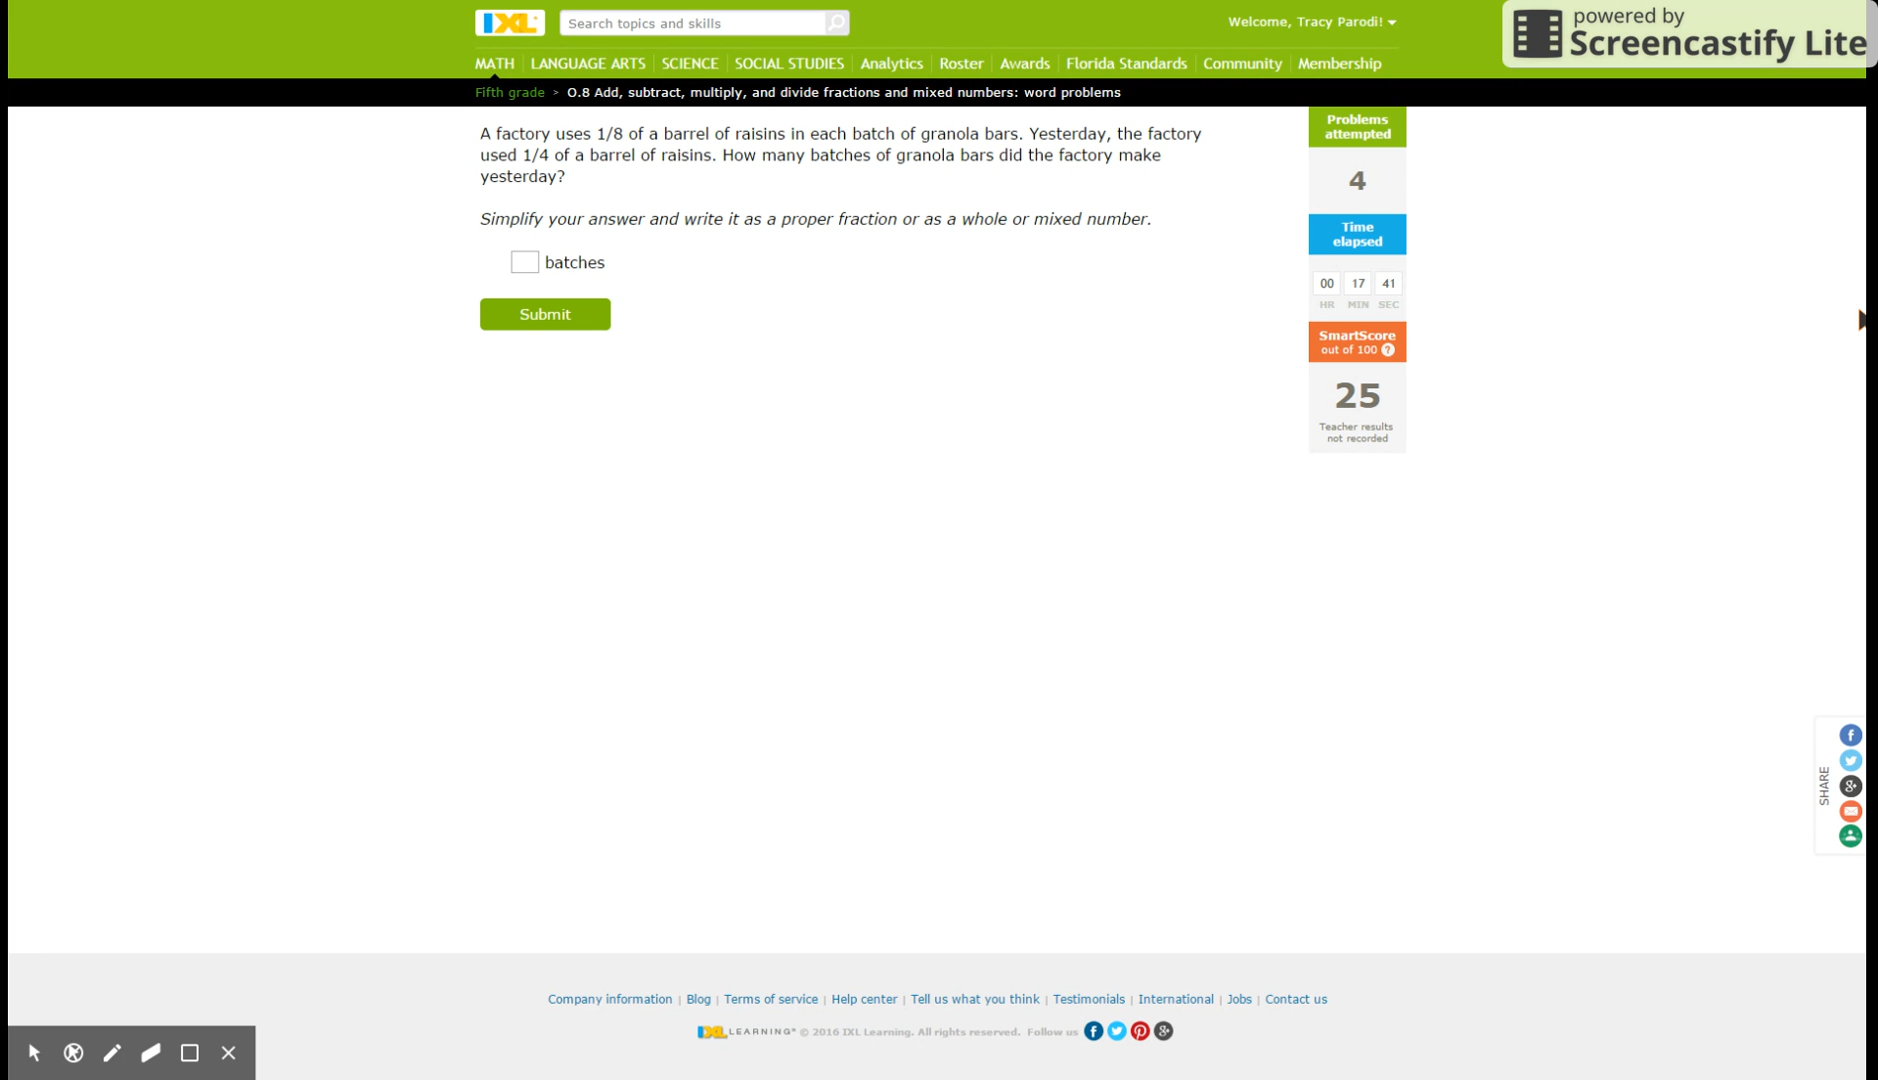 IXL
Search topics and skills
Welcome, Tracy Parodi!
powered by
Screencastify Lite
MATH LANGUAGE ARTS SCIENCE SOCIAL STUDIES Analytics Roster Awards Florida Standards Community Membership
Fifth grade > O.8 Add, subtract, multiply, and divide fractions and mixed numbers: word problems
A factory uses 1/8 of a barrel of raisins in each batch of granola bars. Yesterday, the factory
used 1/4 of a barrel of raisins. How many batches of granola bars did the factory make
yesterday?
Simplify your answer and write it as a proper fraction or as a whole or mixed number.
batches
Submit
Problems
attempted
4
Time
elapsed
00 17 41
HR MIN SEC
SmartScore
out of 100 ?
25
Teacher results
not recorded
SHARE
Company information | Blog | Terms of service | Help center | Tell us what you think | Testimonials | International | Jobs | Contact us
IXL LEARNING® © 2016 IXL Learning. All rights reserved. Follow us